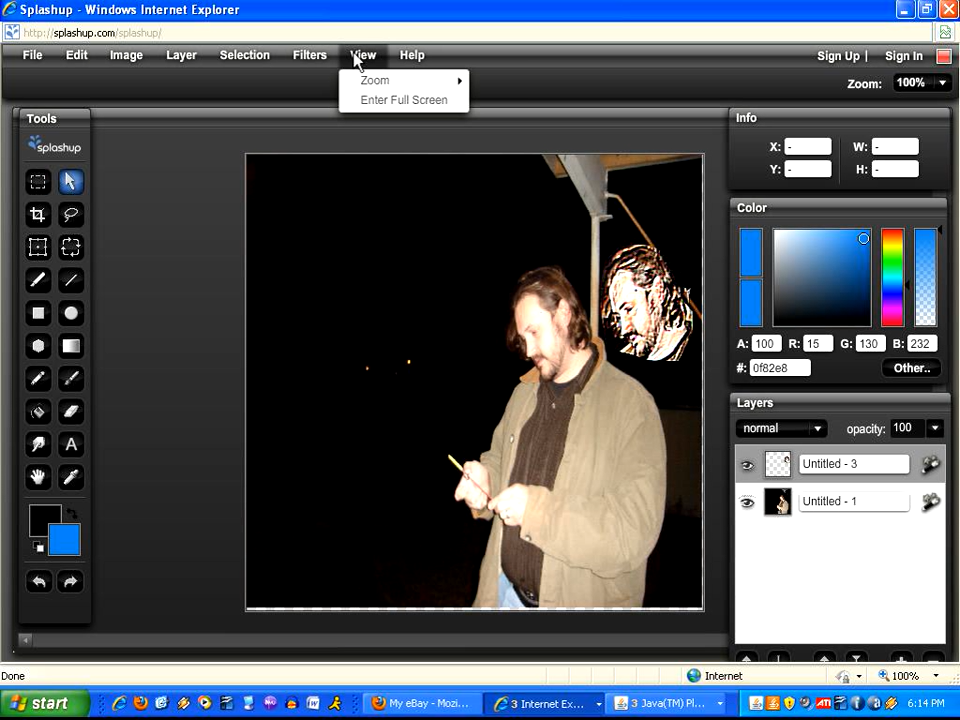 Splashup - Windows Internet Explorer
http://splashup.com/splashup/
File Edit Image Layer Selection Filters View Help Sign Up | Sign In
Zoom: 100%
Zoom
Enter Full Screen
Tools
splashup
A
Info
X: - W: -
Y: - H: -
Color
A: 100 R: 15 G: 130 B: 232
#: 0f82e8 Other..
Layers
normal opacity: 100
Untitled - 3
Untitled - 1
Done Internet 100%
start My eBay - Mozi... 3 Internet Ex... 3 Java(TM) Pl... 6:14 PM